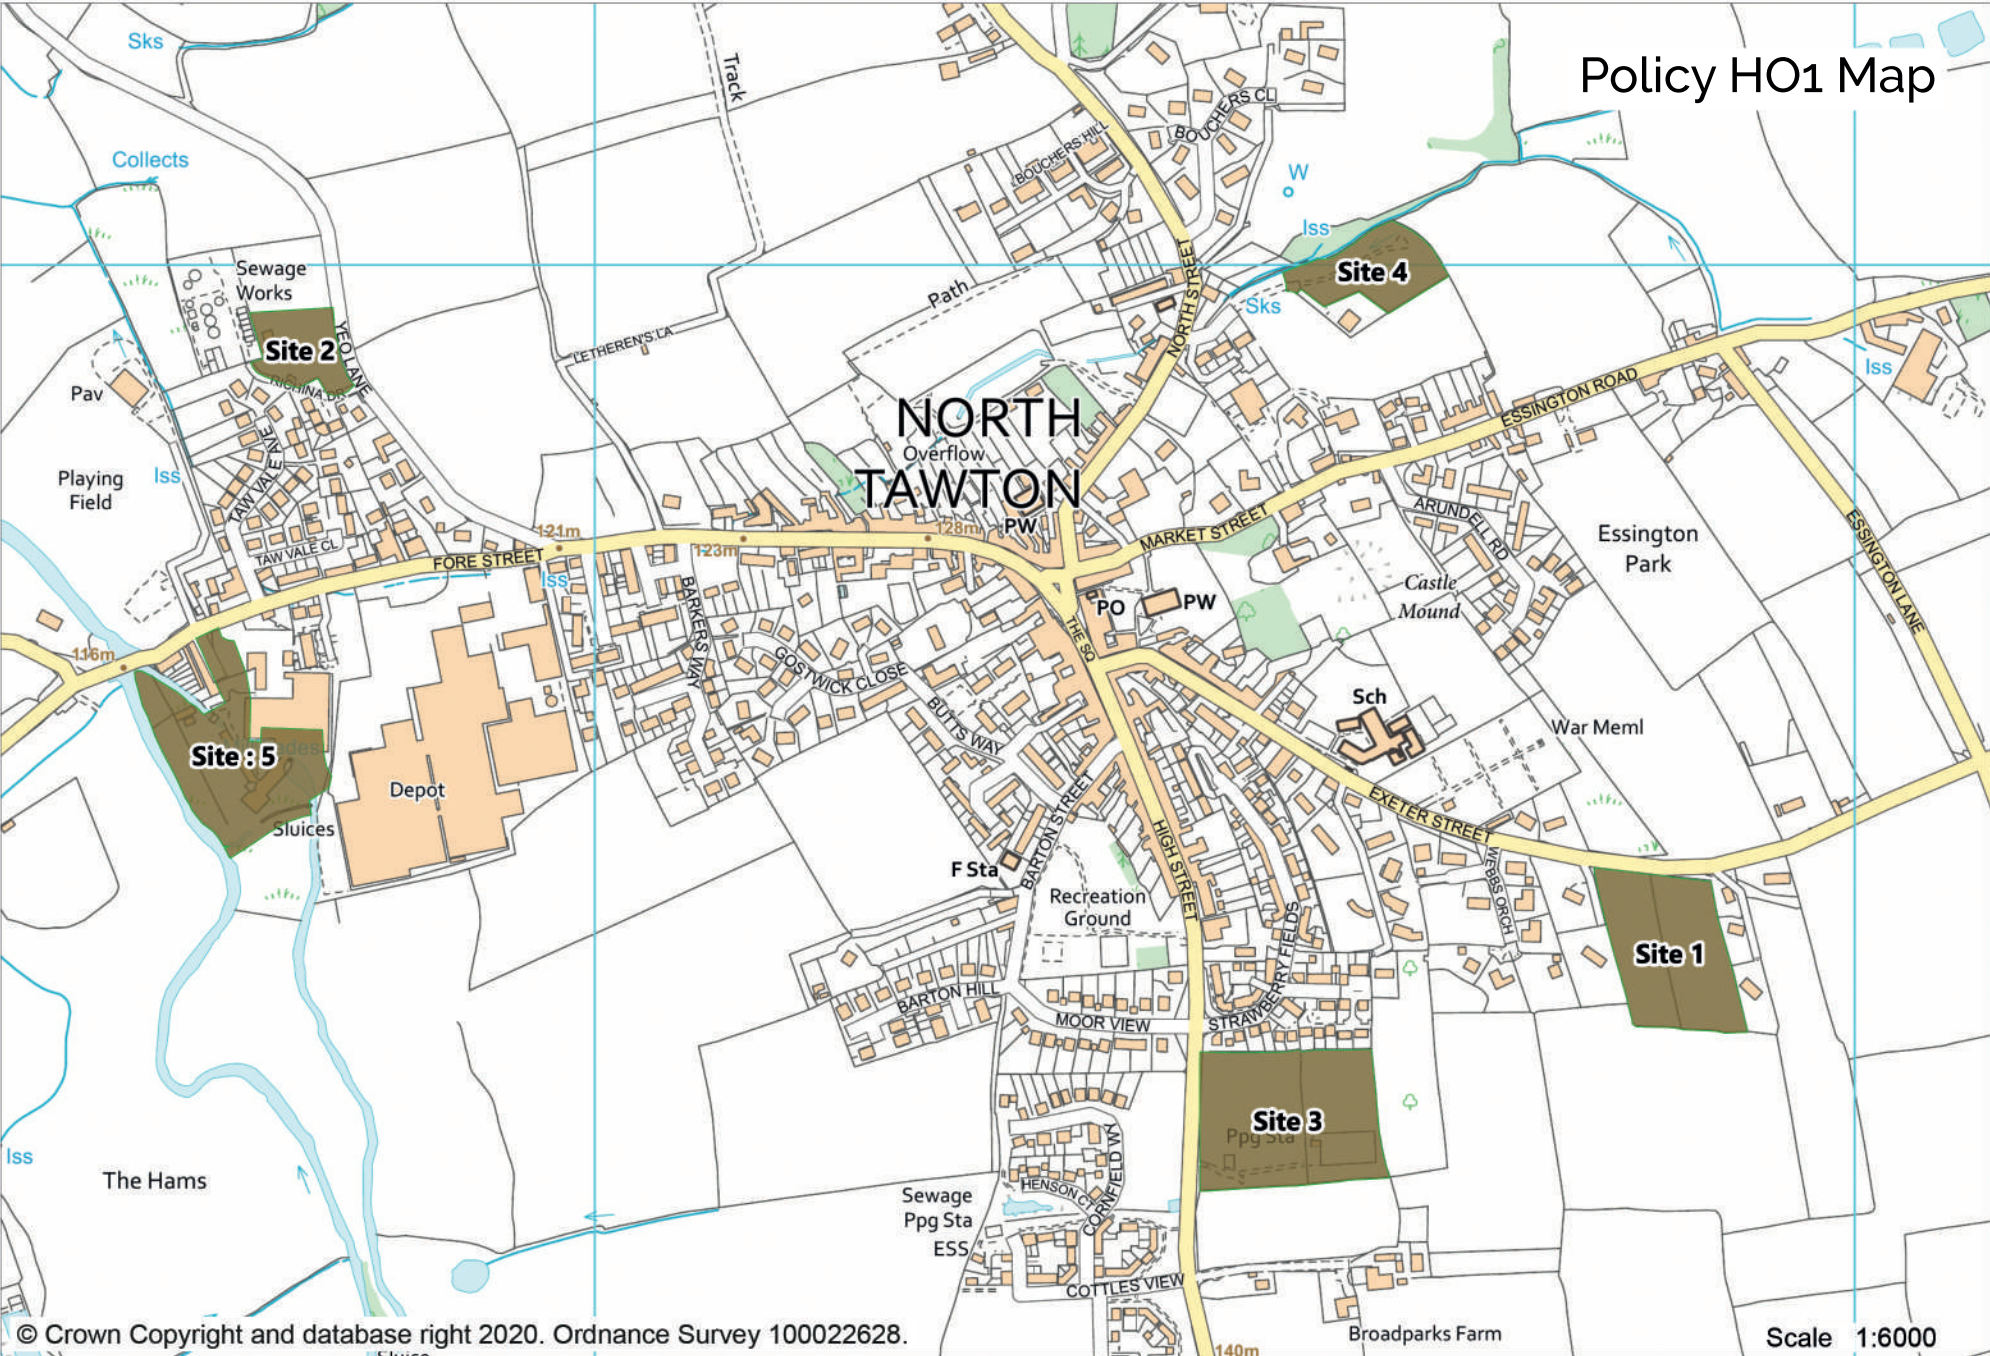 Policy HO1 Map
Sks
Track
BOUCHERS CL
BOUCHERS HILL
Collects
W
Iss
Site 4
Sks
Sewage
Works
Path
NORTH STREET
Site 2
YEO LANE
RICHINA DR
LETHEREN'S LA
Iss
Pav
ESSINGTON ROAD
NORTH
Overflow
TAWTON
TAW VALE AVE
Playing
Field
Iss
ARUNDELL RD
PW
MARKET STREET
Essington
Park
ESSINGTON LANE
121m
123m
128m
TAW VALE CL
FORE STREET
Iss
Castle
Mound
BARKERS WAY
PO
PW
THE SQ
116m
GOSTWICK CLOSE
BUTTS WAY
Sch
War Meml
Site : 5
Depot
Sluices
EXETER STREET
BARTON STREET
HIGH STREET
WEBBS ORCH
F Sta
Recreation
Ground
STRAWBERRY FIELDS
Site 1
BARTON HILL
MOOR VIEW
Site 3
Ppg Sta
Iss
The Hams
CORNFIELD WY
HENSON CT
Sewage
Ppg Sta
ESS
COTTLES VIEW
Broadparks Farm
140m
© Crown Copyright and database right 2020. Ordnance Survey 100022628.
Scale 1:6000